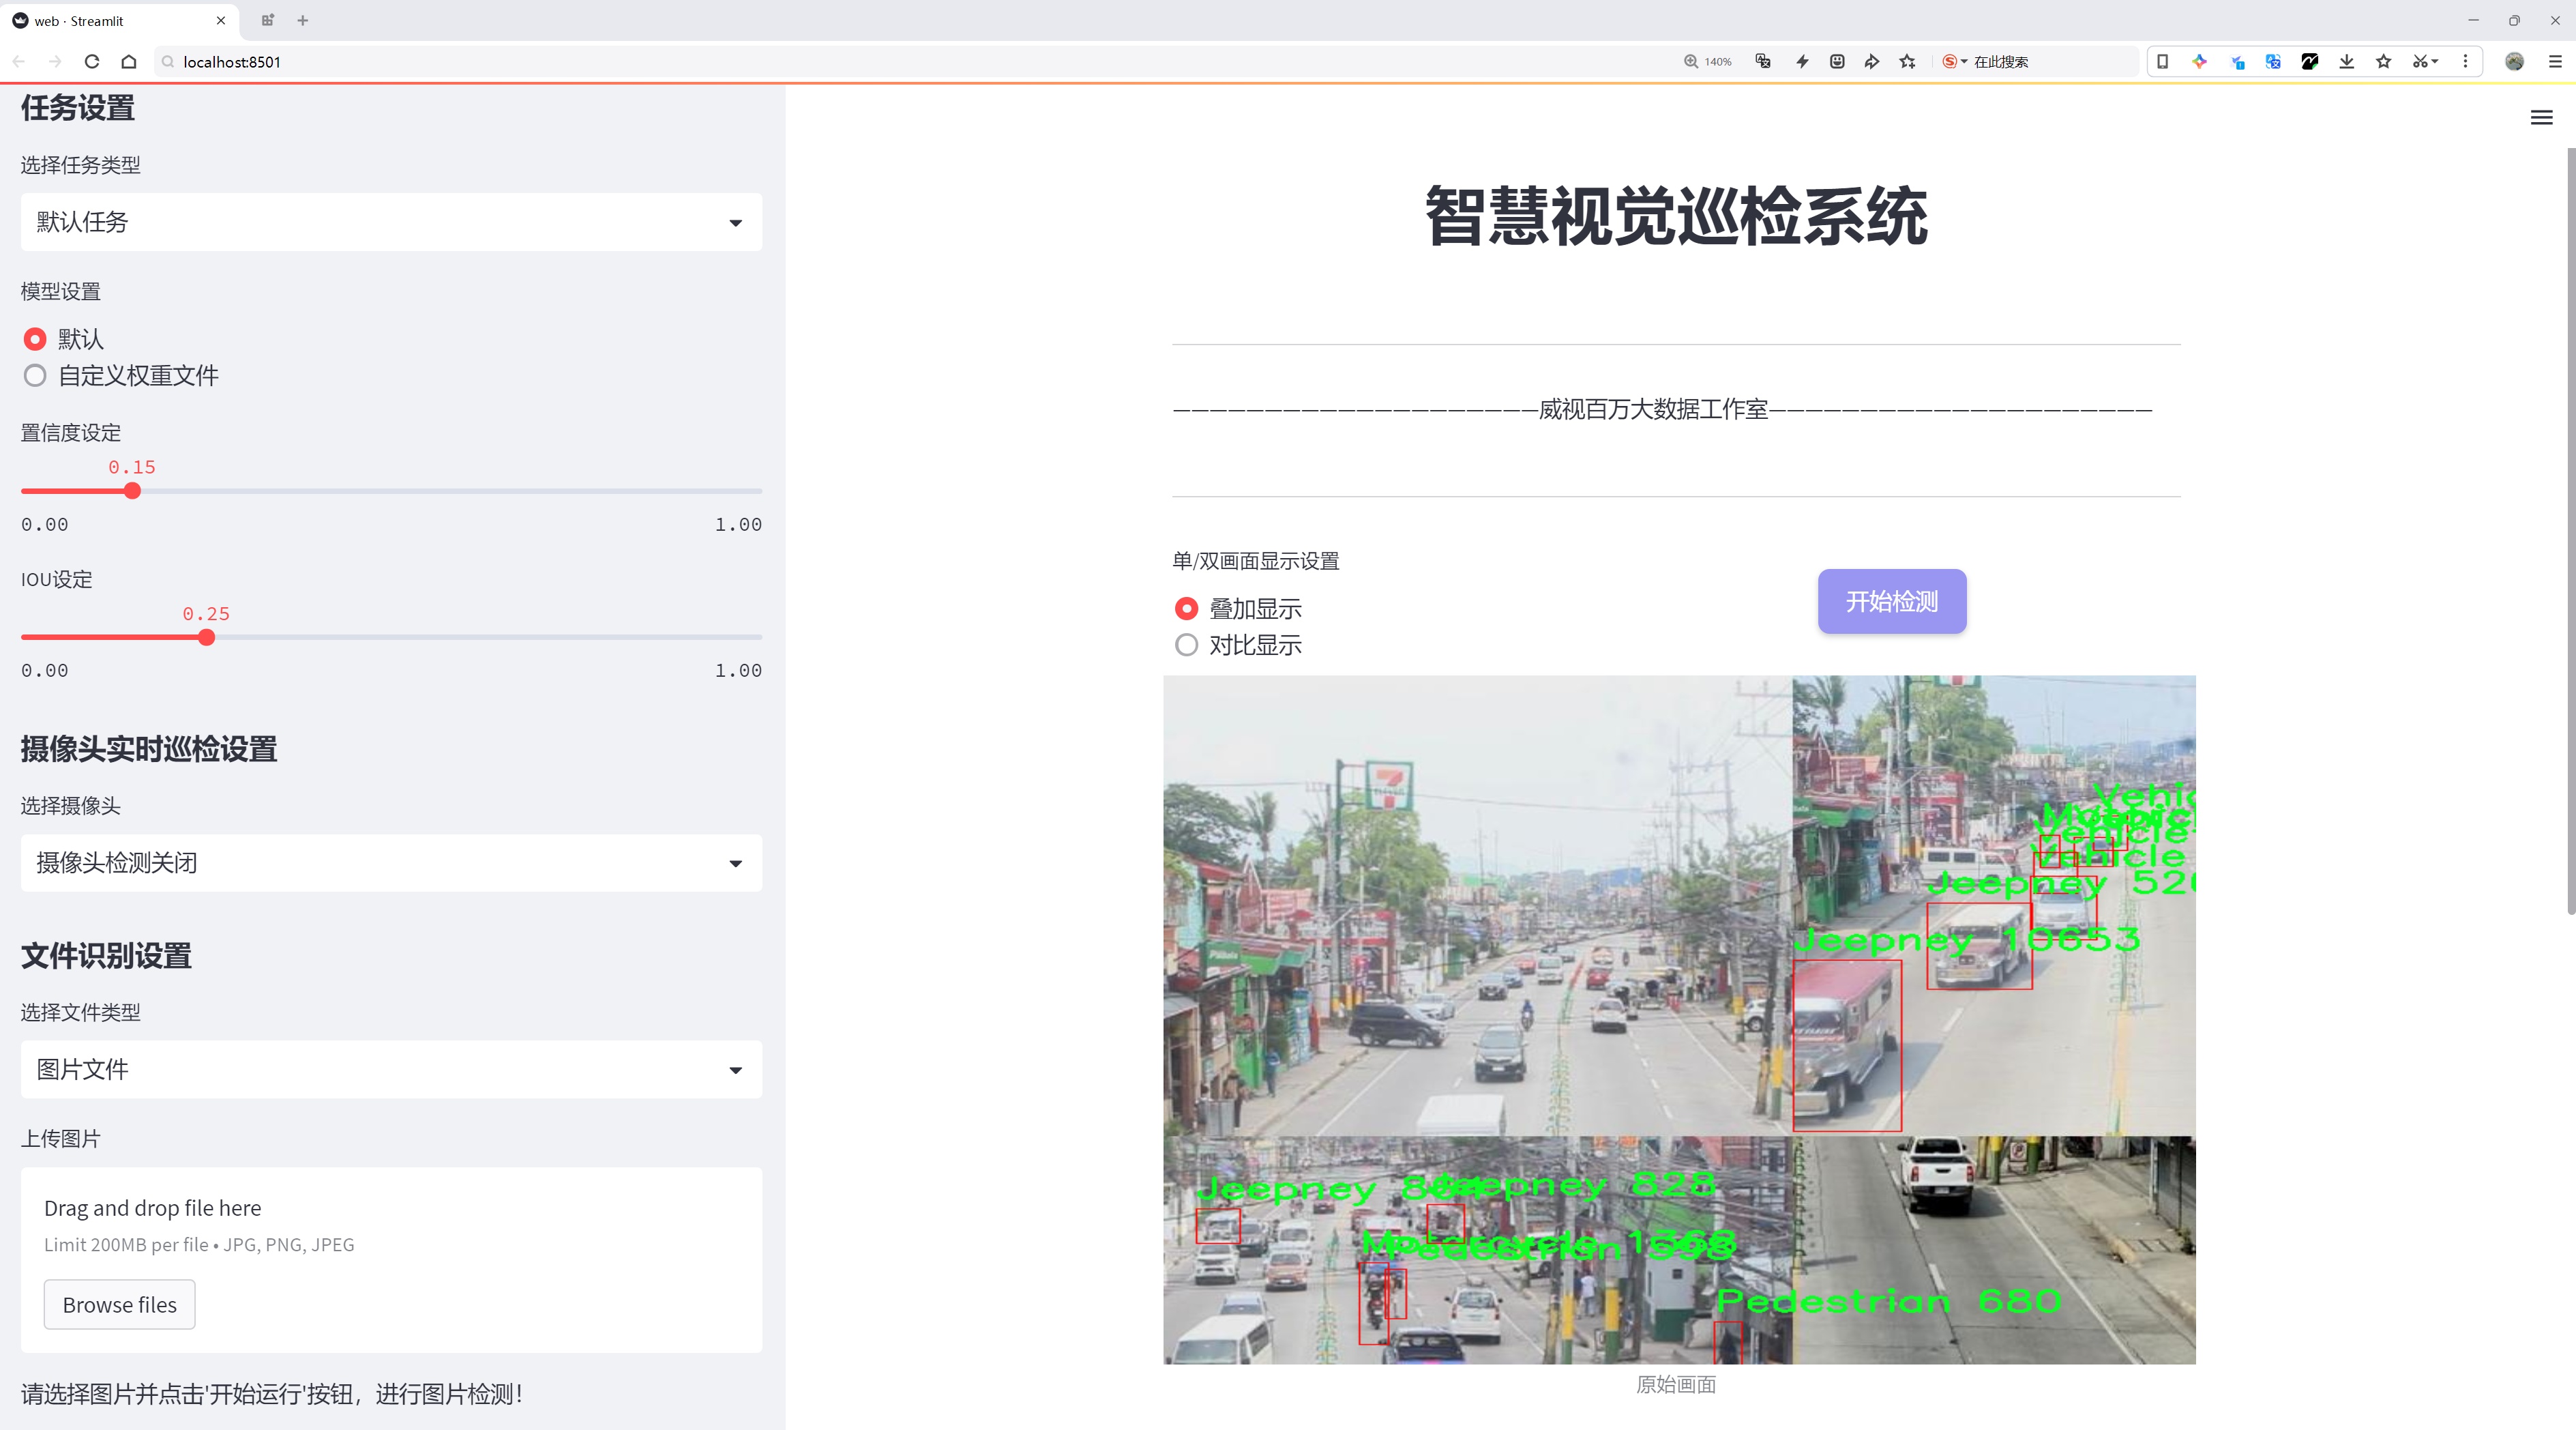 web · Streamlit
localhost:8501
140%
在此搜索
任务设置
选择任务类型
默认任务
模型设置
默认
自定义权重文件
置信度设定
0.15
0.00
1.00
IOU设定
0.25
0.00
1.00
摄像头实时巡检设置
选择摄像头
摄像头检测关闭
文件识别设置
选择文件类型
图片文件
上传图片
Drag and drop file here
Limit 200MB per file • JPG, PNG, JPEG
Browse files
请选择图片并点击'开始运行'按钮，进行图片检测！
智慧视觉巡检系统
————————————————————威视百万大数据工作室—————————————————————
单/双画面显示设置
叠加显示
对比显示
开始检测
Vehicle
Vehicle
Jeepney 52
Jeepney 10653
Jeepney
Jeepney 828
Motorcycle
Pedestrian
Pedestrian 680
原始画面